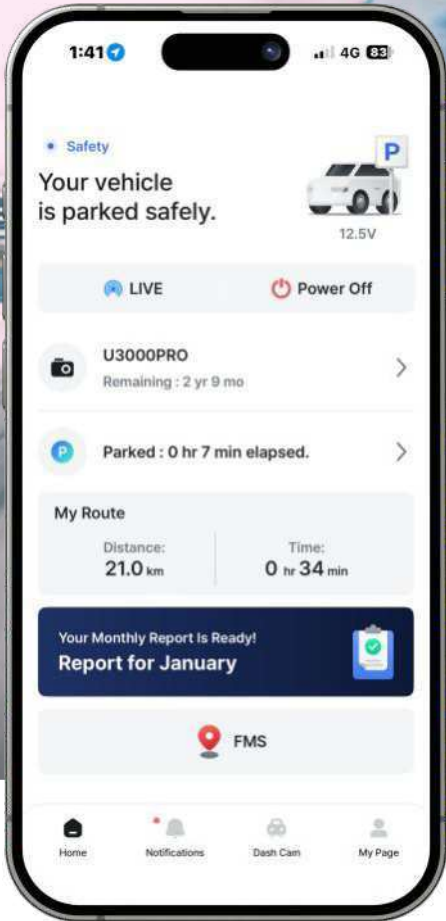 1:41
4G 83
Safety
Your vehicle
is parked safely.
P
12.5V
LIVE
Power Off
U3000PRO
Remaining : 2 yr 9 mo
P
Parked : 0 hr 7 min elapsed.
My Route
Distance:
21.0 km
Time:
0 hr 34 min
Your Monthly Report Is Ready!
Report for January
FMS
Home
Notifications
Dash Cam
My Page